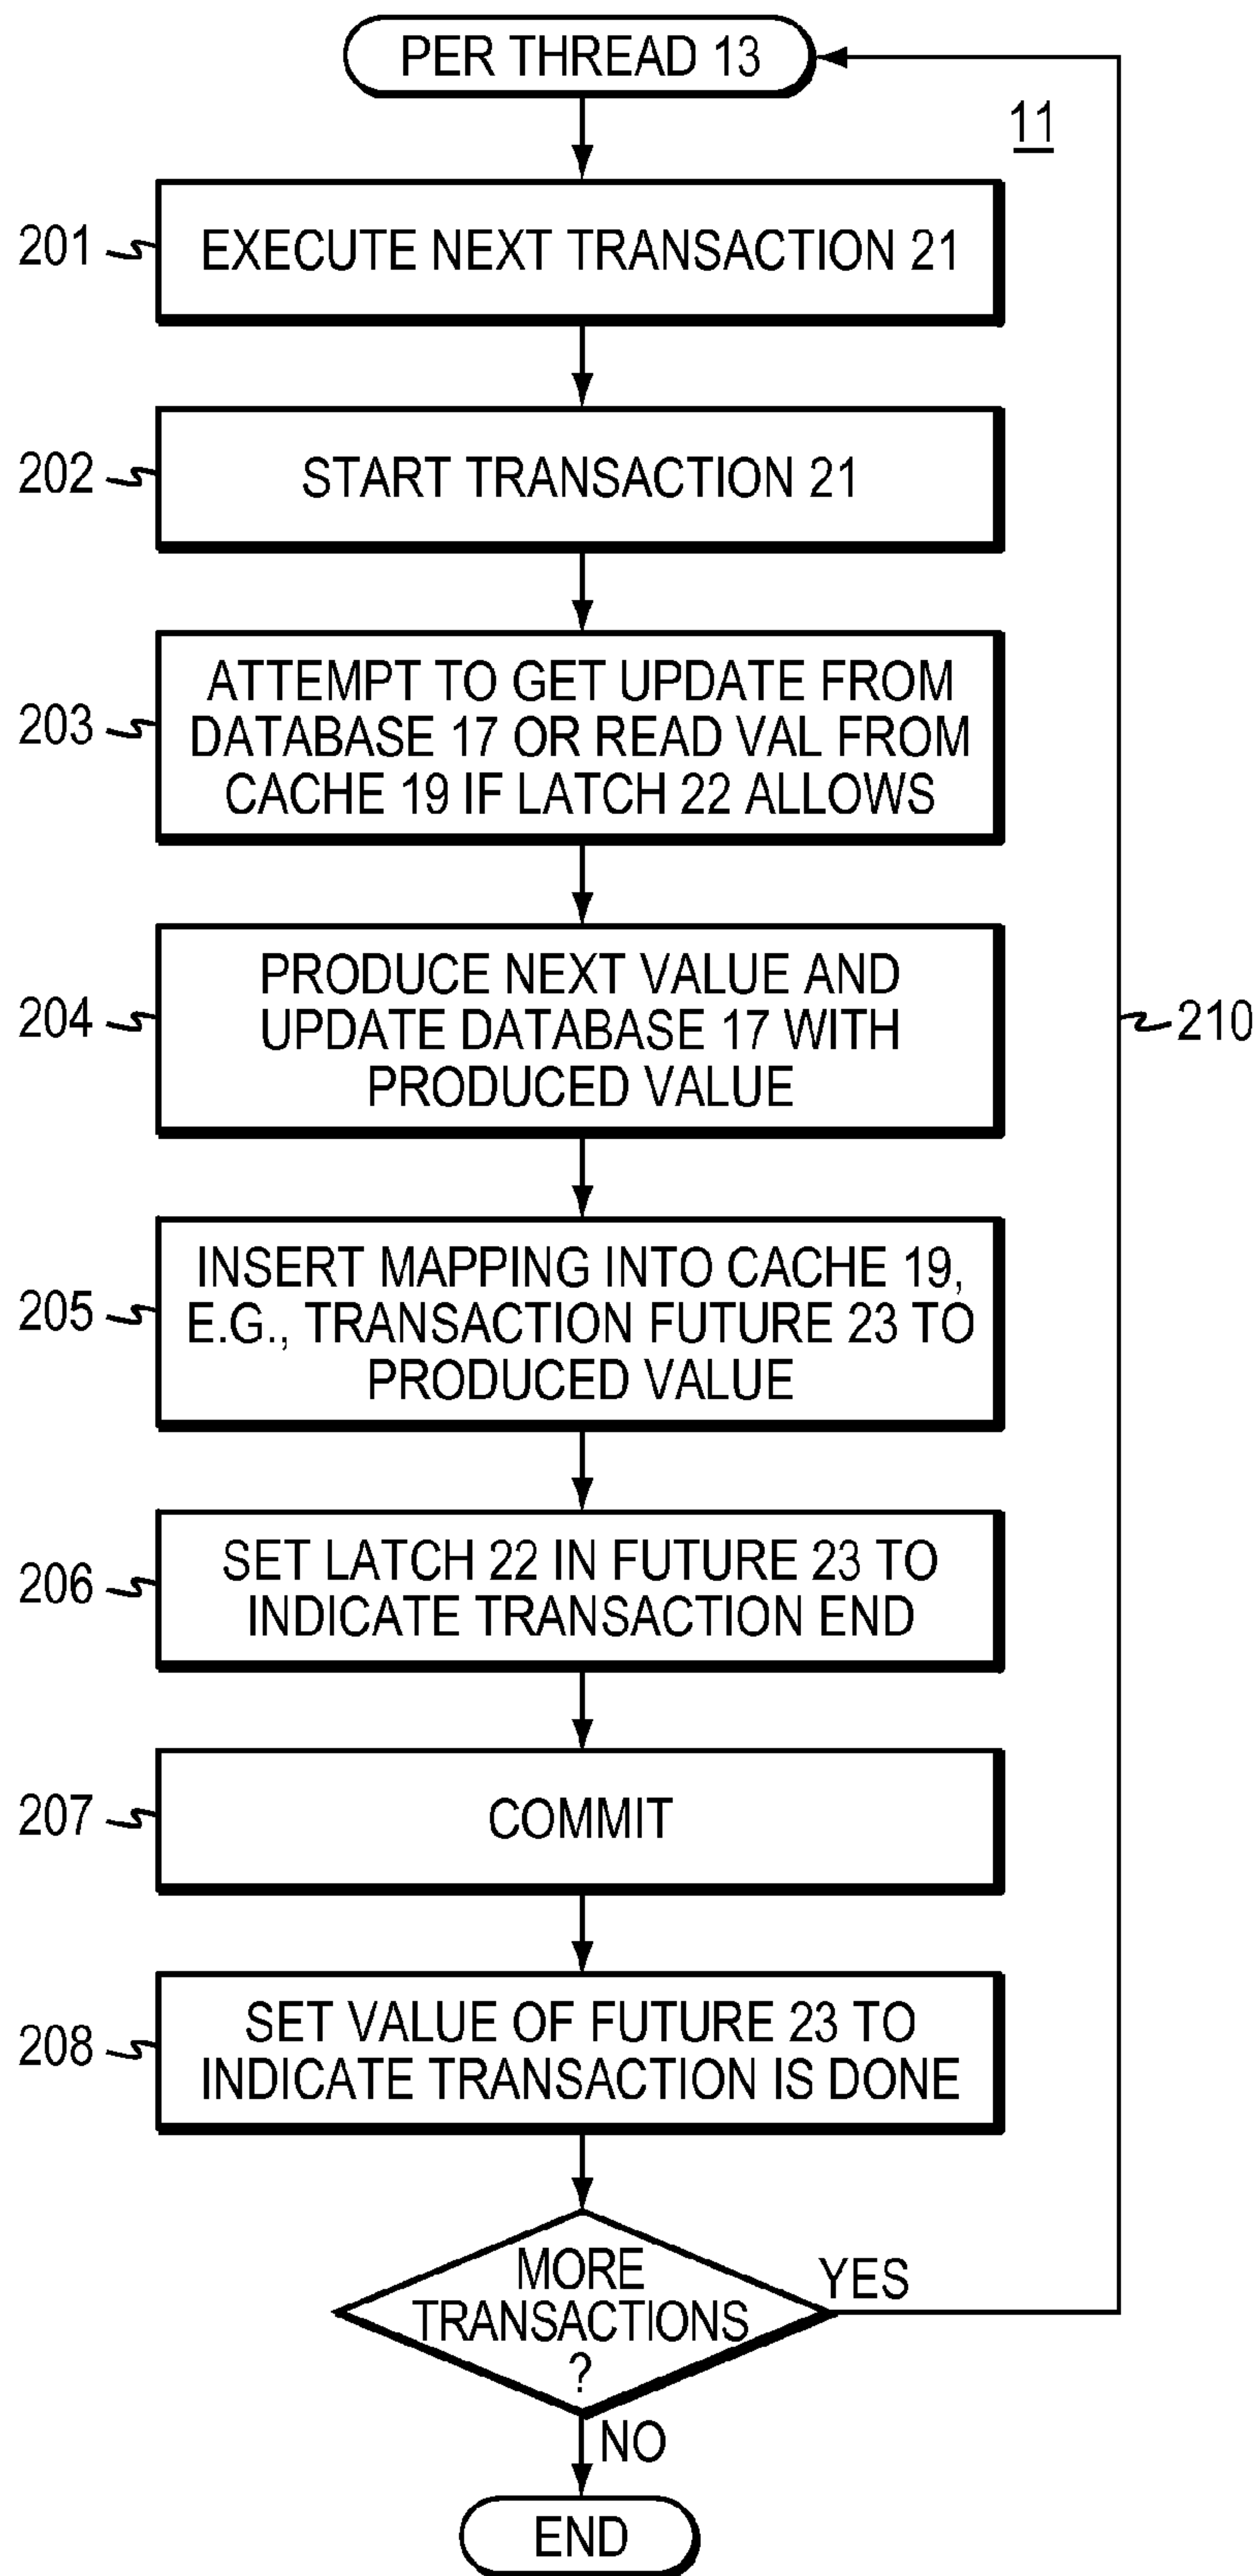 PER THREAD 13
11
201
EXECUTE NEXT TRANSACTION 21
202
START TRANSACTION 21
203
ATTEMPT TO GET UPDATE FROM
DATABASE 17 OR READ VAL FROM
CACHE 19 IF LATCH 22 ALLOWS
204
PRODUCE NEXT VALUE AND
UPDATE DATABASE 17 WITH
PRODUCED VALUE
210
205
INSERT MAPPING INTO CACHE 19,
E.G., TRANSACTION FUTURE 23 TO
PRODUCED VALUE
206
SET LATCH 22 IN FUTURE 23 TO
INDICATE TRANSACTION END
207
COMMIT
208
SET VALUE OF FUTURE 23 TO
INDICATE TRANSACTION IS DONE
MORE
TRANSACTIONS
?
YES
NO
END